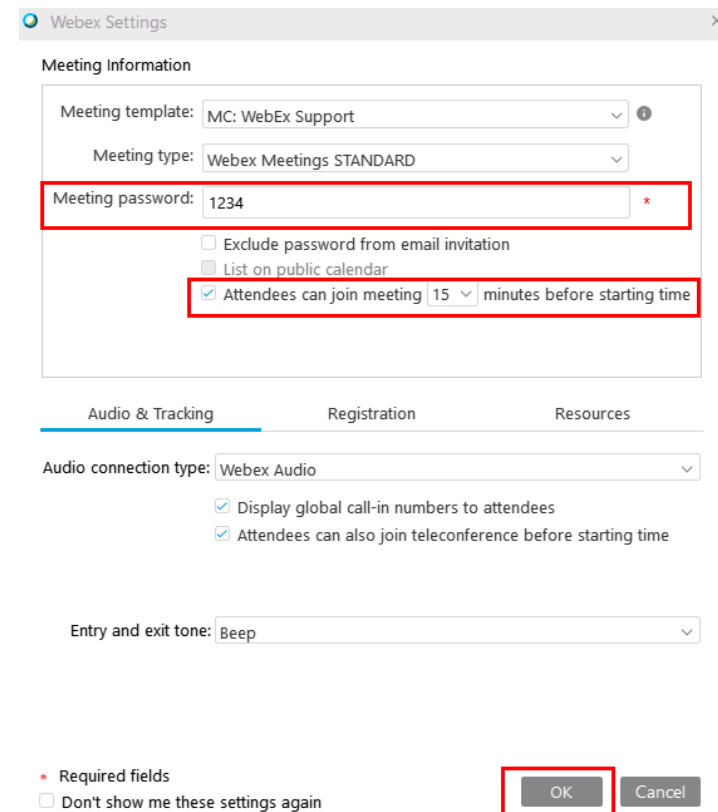 Webex Settings
Meeting Information
Meeting template: MC: WebEx Support
Meeting type: Webex Meetings STANDARD
Meeting password: 1234 *
Exclude password from email invitation
List on public calendar
Attendees can join meeting 15 minutes before starting time
Audio & Tracking Registration Resources
Audio connection type: Webex Audio
Display global call-in numbers to attendees
Attendees can also join teleconference before starting time
Entry and exit tone: Beep
* Required fields
Don't show me these settings again
OK Cancel